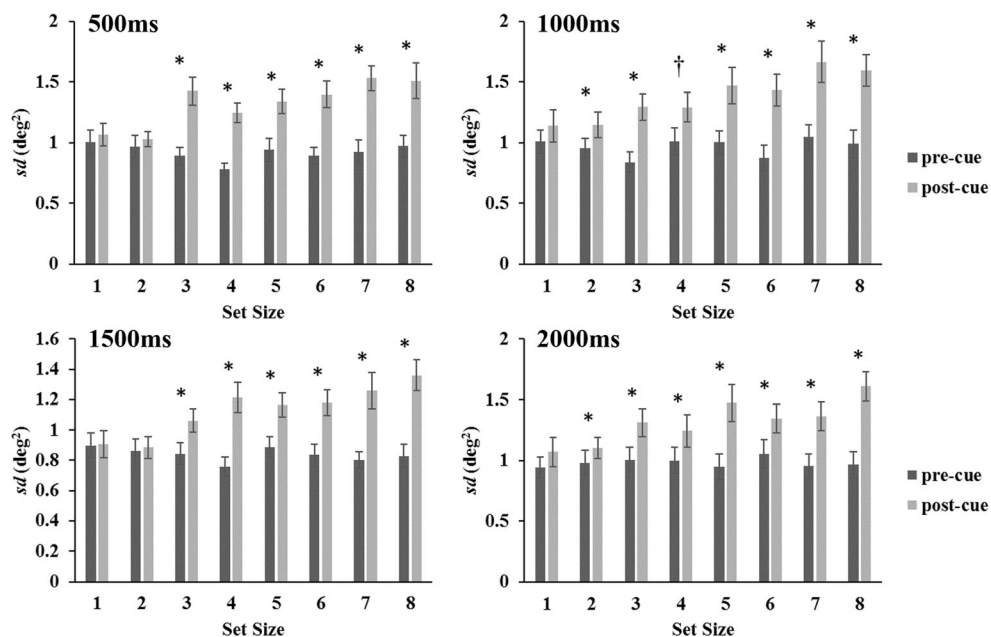 500ms
2
1.5
1
0.5
0
sd (deg²)
* * * * * *
1 2 3 4 5 6 7 8
Set Size
1000ms
2
1.5
1
0.5
0
sd (deg²)
* * † * * * *
1 2 3 4 5 6 7 8
Set Size
pre-cue
post-cue
1500ms
1.6
1.4
1.2
1
0.8
0.6
0.4
0.2
0
sd (deg²)
* * * * * *
1 2 3 4 5 6 7 8
Set Size
2000ms
2
1.5
1
0.5
0
sd (deg²)
* * * * * * *
1 2 3 4 5 6 7 8
Set Size
pre-cue
post-cue